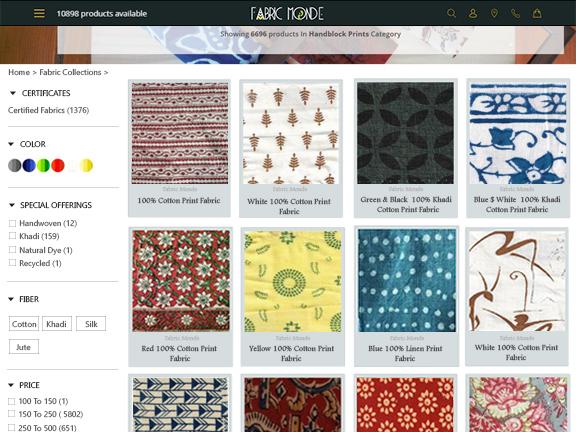 10898 products available
FABRIC MONDE
Showing 6696 products In Handblock Prints Category
Home > Fabric Collections >
CERTIFICATES
Certified Fabrics (1376)
COLOR
SPECIAL OFFERINGS
Handwoven (12)
Khadi (159)
Natural Dye (1)
Recycled (1)
FIBER
Cotton Khadi Silk
Jute
PRICE
100 To 150 (1)
150 To 250 ( 5802)
250 To 500 (651)
Fabric Monde
100% Cotton Print Fabric
Fabric Monde
White 100% Cotton Print
Fabric
Fabric Monde
Green & Black 100% Khadi
Cotton Print Fabric
Fabric Monde
Blue $ White 100% Khadi
Cotton Print Fabric
Fabric Monde
Red 100% Cotton Print
Fabric
Fabric Monde
Yellow 100% Cotton Print
Fabric
Fabric Monde
Blue 100% Linen Print
Fabric
Fabric Monde
White 100% Cotton Print
Fabric